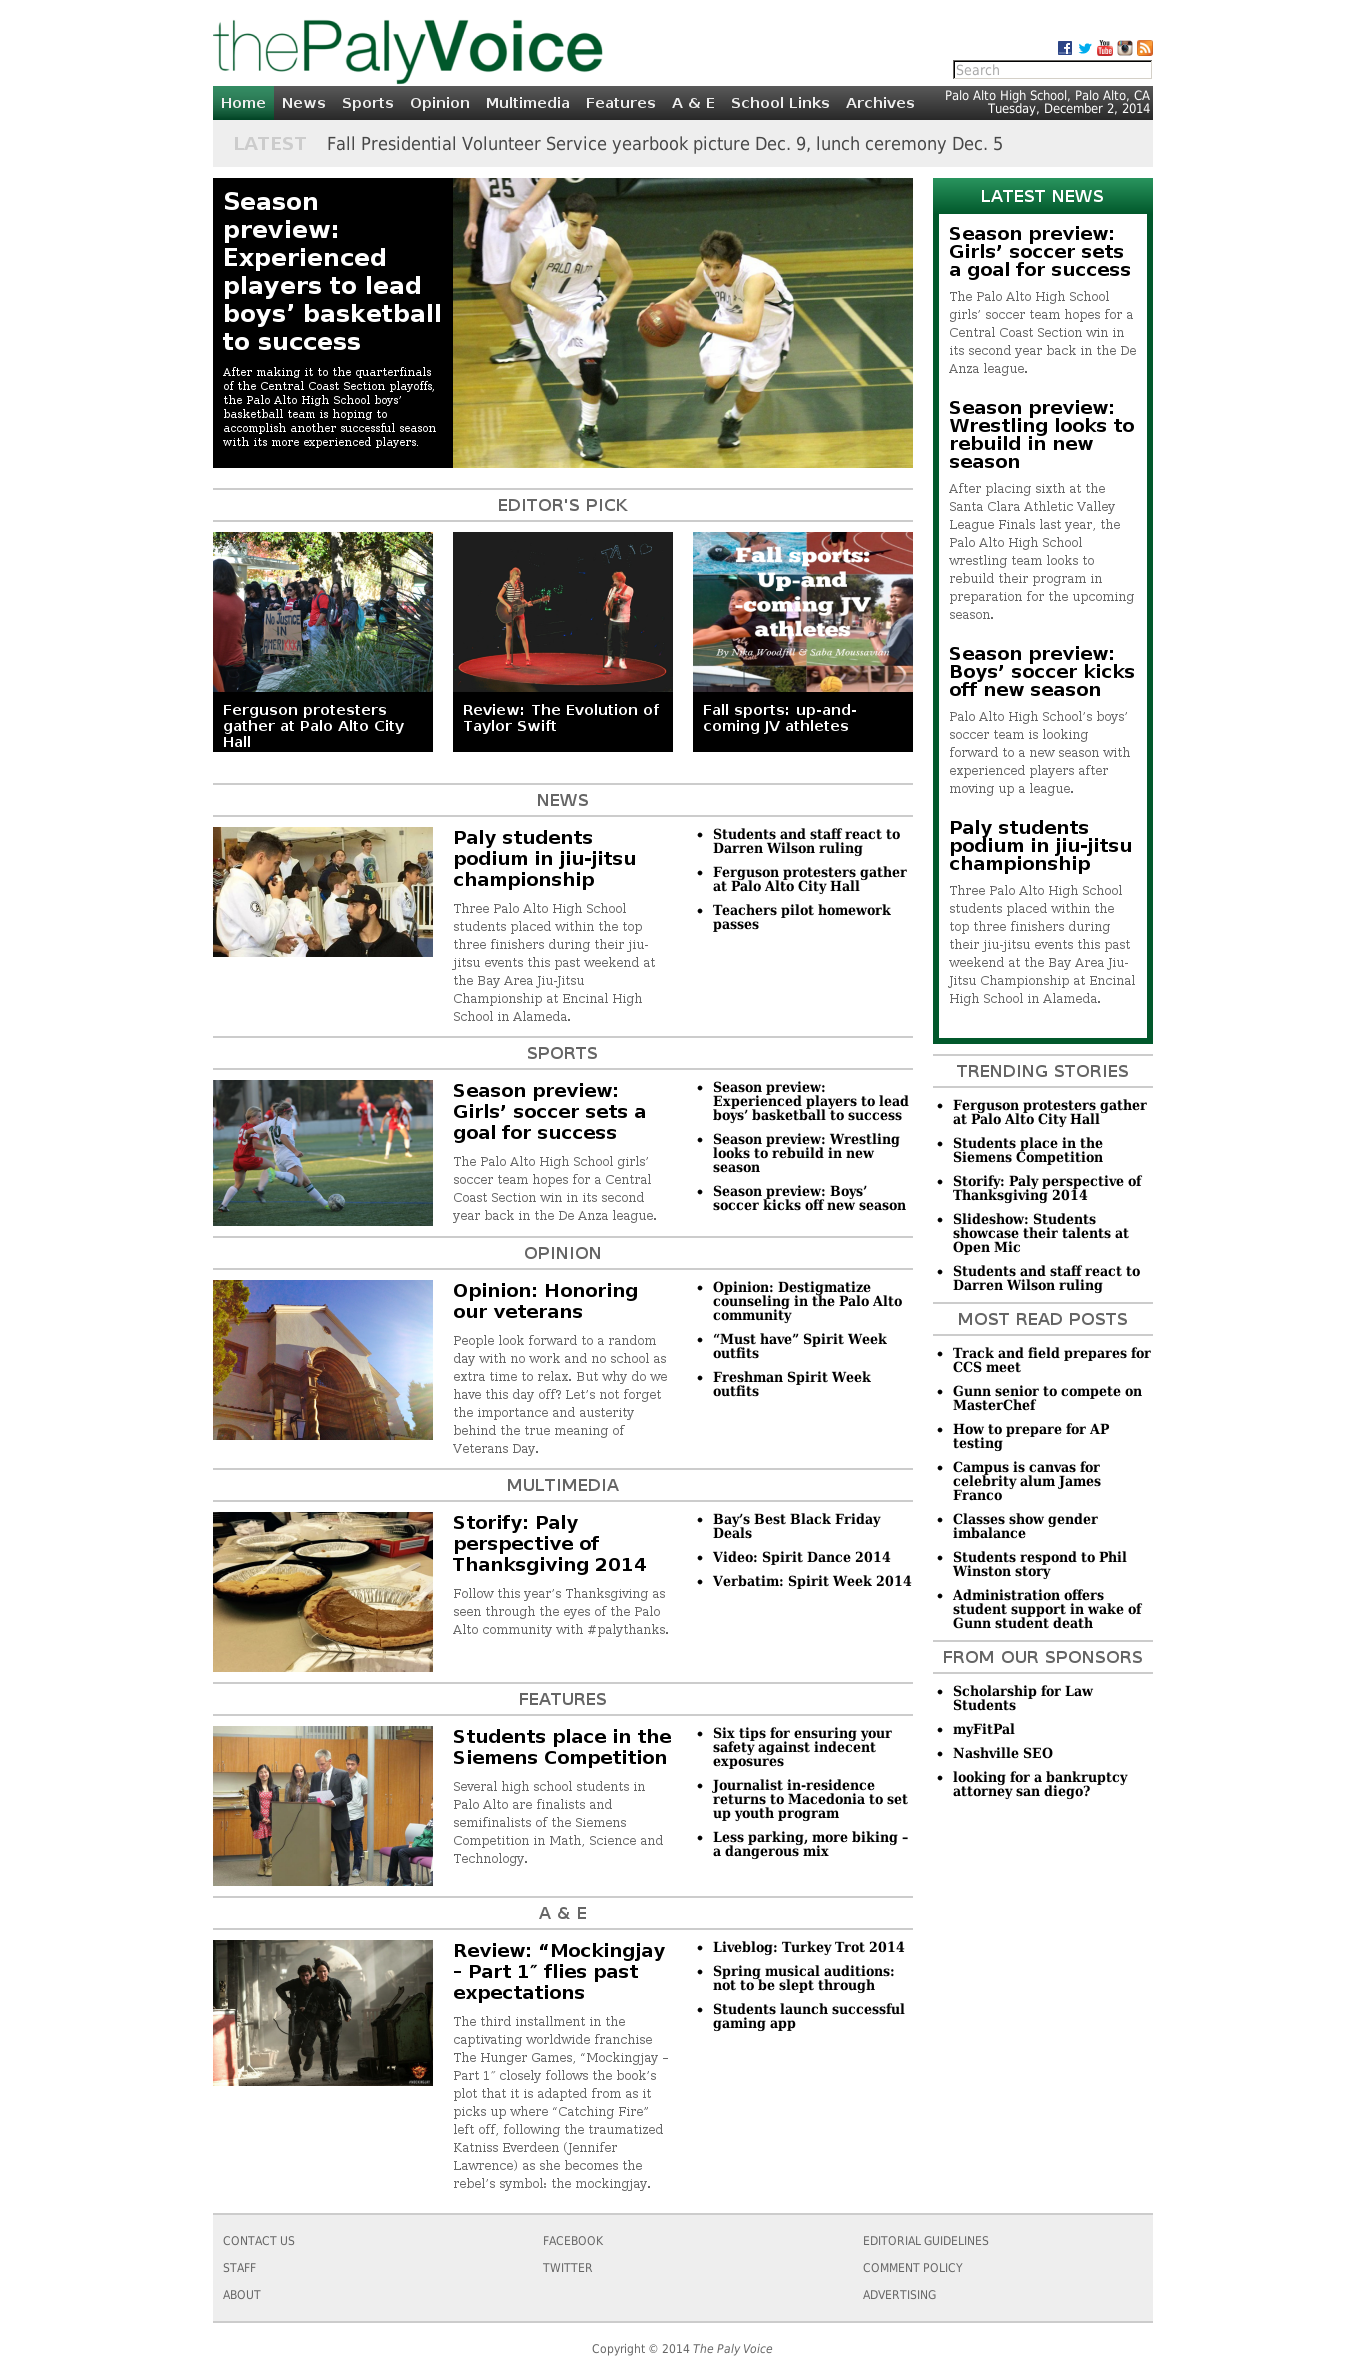 thePalyVoice
Search
Home News Sports Opinion Multimedia Features A & E School Links Archives
Palo Alto High School, Palo Alto, CA
Tuesday, December 2, 2014
LATEST Fall Presidential Volunteer Service yearbook picture Dec. 9, lunch ceremony Dec. 5
Season
preview:
Experienced
players to lead
boys’ basketball
to success
After making it to the quarterfinals
of the Central Coast Section playoffs,
the Palo Alto High School boys’
basketball team is hoping to
accomplish another successful season
with its more experienced players.
25
PALO ALTO
1
EDITOR'S PICK
No JUSTICE
IN
AMERIKKKA
Ferguson protesters
gather at Palo Alto City
Hall
Review: The Evolution of
Taylor Swift
Fall sports:
Up-and
-coming JV
athletes
By Nika Woodfill & Saba Moussavian
Fall sports: up-and-
coming JV athletes
NEWS
Paly students
podium in jiu-jitsu
championship
Three Palo Alto High School
students placed within the top
three finishers during their jiu-
jitsu events this past weekend at
the Bay Area Jiu-Jitsu
Championship at Encinal High
School in Alameda.
• Students and staff react to
Darren Wilson ruling
• Ferguson protesters gather
at Palo Alto City Hall
• Teachers pilot homework
passes
SPORTS
Season preview:
Girls’ soccer sets a
goal for success
The Palo Alto High School girls’
soccer team hopes for a Central
Coast Section win in its second
year back in the De Anza league.
• Season preview:
Experienced players to lead
boys’ basketball to success
• Season preview: Wrestling
looks to rebuild in new
season
• Season preview: Boys’
soccer kicks off new season
OPINION
Opinion: Honoring
our veterans
People look forward to a random
day with no work and no school as
extra time to relax. But why do we
have this day off? Let’s not forget
the importance and austerity
behind the true meaning of
Veterans Day.
• Opinion: Destigmatize
counseling in the Palo Alto
community
• “Must have” Spirit Week
outfits
• Freshman Spirit Week
outfits
MULTIMEDIA
Storify: Paly
perspective of
Thanksgiving 2014
Follow this year’s Thanksgiving as
seen through the eyes of the Palo
Alto community with #palythanks.
• Bay’s Best Black Friday
Deals
• Video: Spirit Dance 2014
• Verbatim: Spirit Week 2014
FEATURES
Students place in the
Siemens Competition
Several high school students in
Palo Alto are finalists and
semifinalists of the Siemens
Competition in Math, Science and
Technology.
• Six tips for ensuring your
safety against indecent
exposures
• Journalist in-residence
returns to Macedonia to set
up youth program
• Less parking, more biking –
a dangerous mix
A & E
Review: “Mockingjay
– Part 1″ flies past
expectations
The third installment in the
captivating worldwide franchise
The Hunger Games, “Mockingjay –
Part 1″ closely follows the book’s
plot that it is adapted from as it
picks up where “Catching Fire”
left off, following the traumatized
Katniss Everdeen (Jennifer
Lawrence) as she becomes the
rebel’s symbol: the mockingjay.
• Liveblog: Turkey Trot 2014
• Spring musical auditions:
not to be slept through
• Students launch successful
gaming app
LATEST NEWS
Season preview:
Girls’ soccer sets
a goal for success
The Palo Alto High School
girls’ soccer team hopes for a
Central Coast Section win in
its second year back in the De
Anza league.
Season preview:
Wrestling looks to
rebuild in new
season
After placing sixth at the
Santa Clara Athletic Valley
League Finals last year, the
Palo Alto High School
wrestling team looks to
rebuild their program in
preparation for the upcoming
season.
Season preview:
Boys’ soccer kicks
off new season
Palo Alto High School’s boys’
soccer team is looking
forward to a new season with
experienced players after
moving up a league.
Paly students
podium in jiu-jitsu
championship
Three Palo Alto High School
students placed within the
top three finishers during
their jiu-jitsu events this past
weekend at the Bay Area Jiu-
Jitsu Championship at Encinal
High School in Alameda.
TRENDING STORIES
• Ferguson protesters gather
at Palo Alto City Hall
• Students place in the
Siemens Competition
• Storify: Paly perspective of
Thanksgiving 2014
• Slideshow: Students
showcase their talents at
Open Mic
• Students and staff react to
Darren Wilson ruling
MOST READ POSTS
• Track and field prepares for
CCS meet
• Gunn senior to compete on
MasterChef
• How to prepare for AP
testing
• Campus is canvas for
celebrity alum James
Franco
• Classes show gender
imbalance
• Students respond to Phil
Winston story
• Administration offers
student support in wake of
Gunn student death
FROM OUR SPONSORS
• Scholarship for Law
Students
• myFitPal
• Nashville SEO
• looking for a bankruptcy
attorney san diego?
CONTACT US
STAFF
ABOUT
FACEBOOK
TWITTER
EDITORIAL GUIDELINES
COMMENT POLICY
ADVERTISING
Copyright © 2014 The Paly Voice